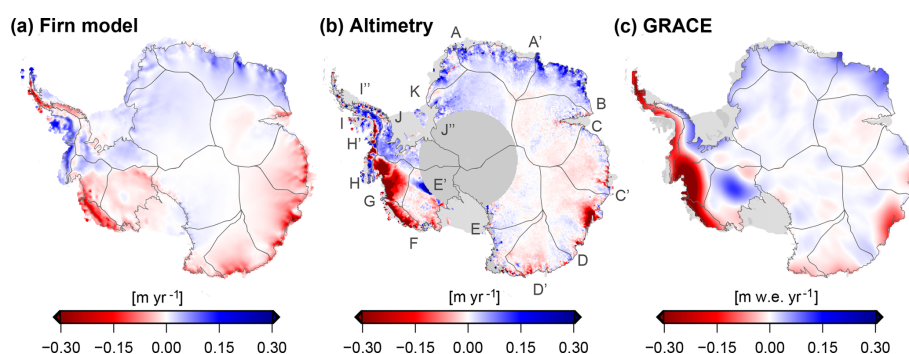 (a) Firn model
(b) Altimetry
(c) GRACE
A
A'
I''
K
B
I
J
C
H'
J''
H
E'
G
C'
F
E
D
D'
[m yr⁻¹]
−0.30 −0.15 0.00 0.15 0.30
[m yr⁻¹]
−0.30 −0.15 0.00 0.15 0.30
[m w.e. yr⁻¹]
−0.30 −0.15 0.00 0.15 0.30